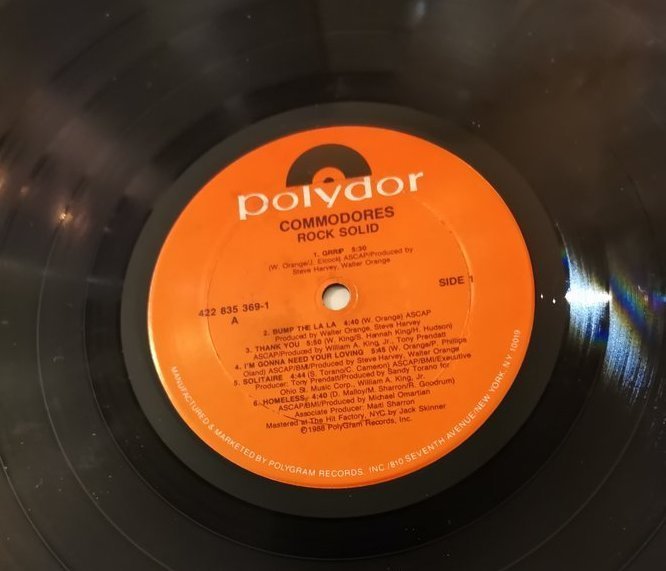 polydor
COMMODORES
ROCK SOLID
1. GRRIP 5:30
(W. Orange/J. Elcock) ASCAP/Produced by
Steve Harvey, Walter Orange
422 835 369-1
A
SIDE 1
2. BUMP THE LA LA 4:40 (W. Orange) ASCAP
Produced by Walter Orange, Steve Harvey
3. THANK YOU 5:50 (W. King/S. Hannah King/H. Hudson)
ASCAP/Produced by William A. King, Jr., Tony Prendatt
4. I'M GONNA NEED YOUR LOVING 5:45 (W. Orange/P. Phillips
Oland) ASCAP/BMI/Produced by Steve Harvey, Walter Orange
5. SOLITAIRE 4:44 (S. Torano/C. Cameon) ASCAP/BMI/Executive
Producer: Tony Prendatt/Produced by Sandy Torano for
Ohio St. Music Corp., William A. King, Jr.
6. HOMELESS 4:40 (D. Malloy/M. Sharron/R. Goodrum)
ASCAP/BMI/Produced by Michael Omartian
Associate Producer: Marti Sharron
Mastered at The Hit Factory, NYC by Jack Skinner
©1988 PolyGram Records, Inc.
MANUFACTURED & MARKETED BY POLYGRAM RECORDS, INC./810 SEVENTH AVENUE/NEW YORK, N.Y. 10019